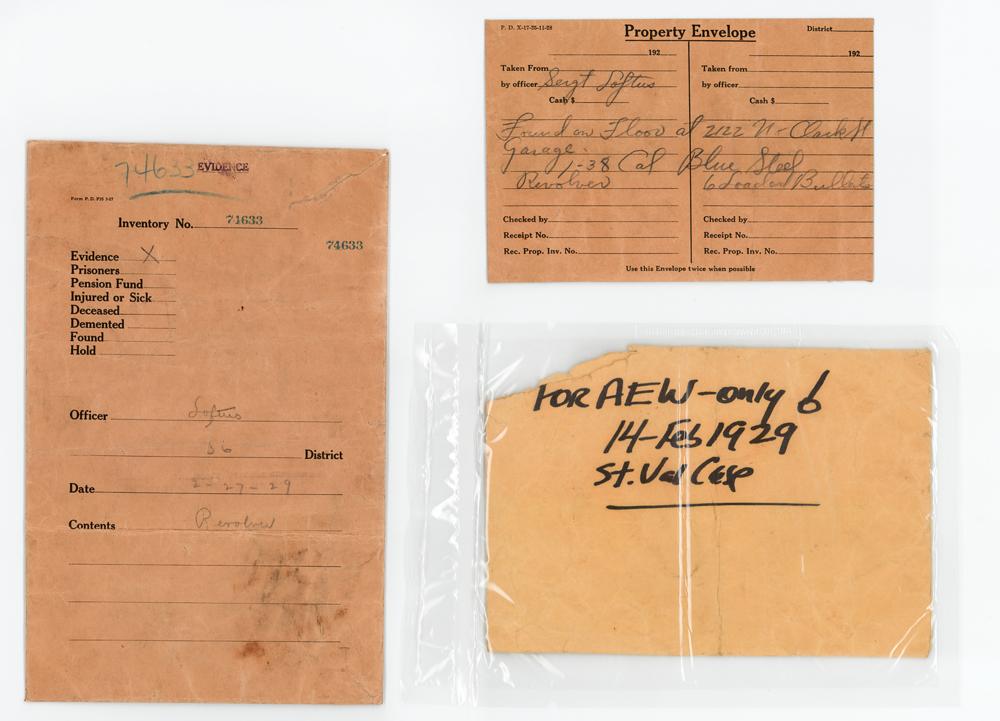 74633 EVIDENCE
Form P. D. P35 3-27
Inventory No. 74633
74633
Evidence X
Prisoners
Pension Fund
Injured or Sick
Deceased
Demented
Found
Hold
Officer Loftus
36 District
Date 2-27-29
Contents Revolver
P. D. X-17-25-11-28
Property Envelope
District
192
Taken From
by officer Sergt Loftus
Cash $
192
Taken from
by officer
Cash $
Found on Floor at 2122 N-Clark St
Garage.
1-38 Cal Blue Steel
Revolver 6 Loaded Bullets
Checked by
Receipt No.
Rec. Prop. Inv. No.
Checked by
Receipt No.
Rec. Prop. Inv. No.
Use this Envelope twice when possible
FOR AEW-only 6
14-Feb 1929
St. Val Case